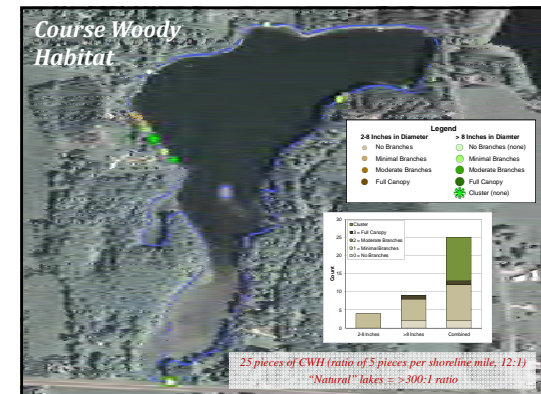 Course Woody
Habitat
Legend
2-8 Inches in Diameter
No Branches
Minimal Branches
Moderate Branches
Full Canopy
> 8 Inches in Diamter
No Branches (none)
Minimal Branches
Moderate Branches
Full Canopy
Cluster (none)
Cluster
3 = Full Canopy
2 = Moderate Branches
1 = Minimal Branches
0 = No Branches
Count
30
25
20
15
10
5
0
2-8 Inches
>8 Inches
Combined
25 pieces of CWH (ratio of 5 pieces per shoreline mile, 12:1)
“Natural” lakes = >300:1 ratio